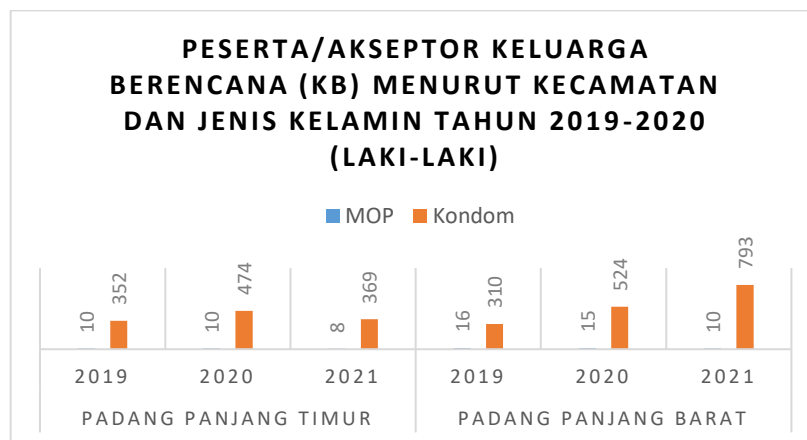 PESERTA/AKSEPTOR KELUARGA
BERENCANA (KB) MENURUT KECAMATAN
DAN JENIS KELAMIN TAHUN 2019-2020
(LAKI-LAKI)
MOP Kondom
10 352 10 474 8 369 16 310 15 524 10 793
2019 2020 2021 2019 2020 2021
PADANG PANJANG TIMUR PADANG PANJANG BARAT